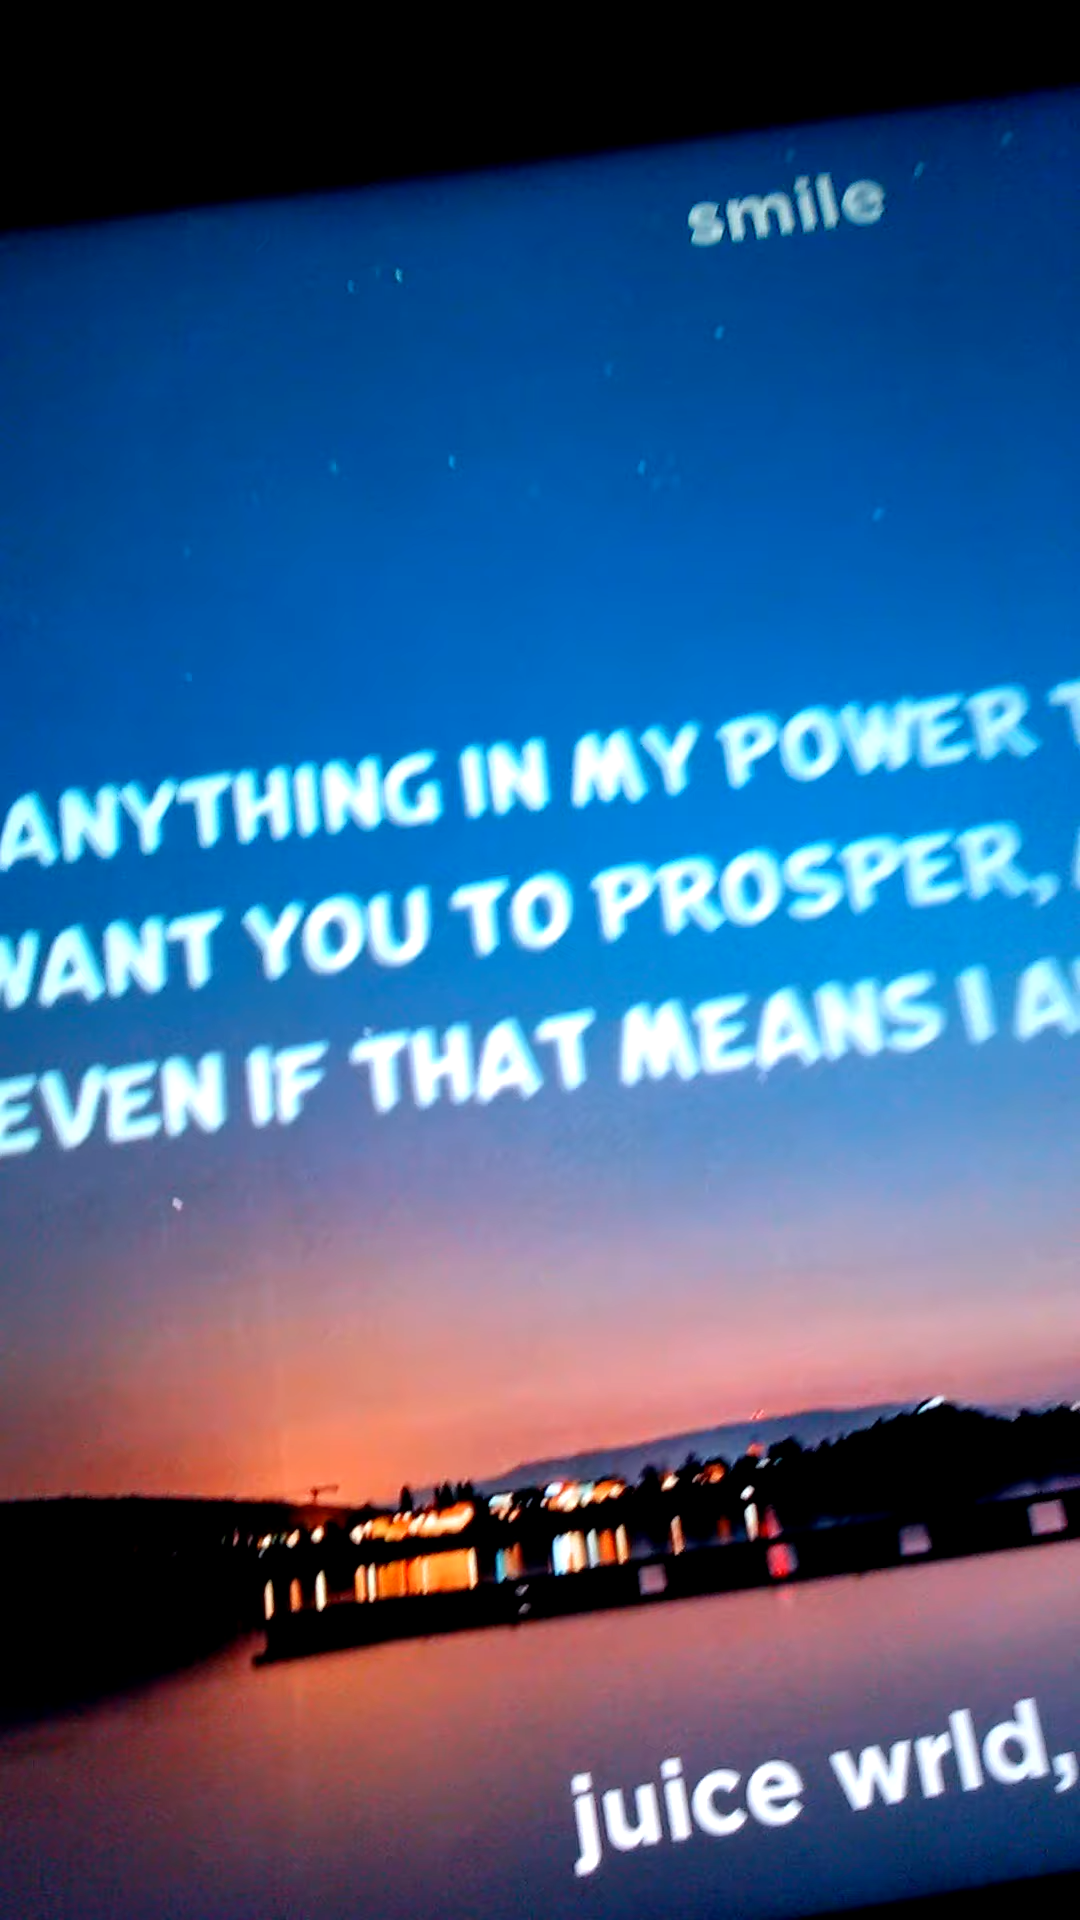 smile
ANYTHING IN MY POWER T
WANT YOU TO PROSPER,
EVEN IF THAT MEANS I A
juice wrld,